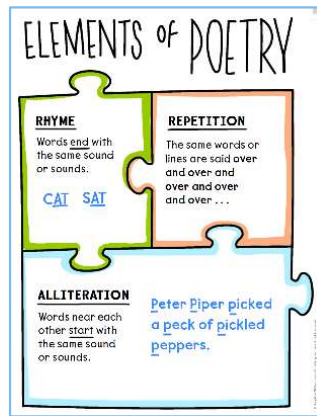 ELEMENTS OF POETRY
RHYME
Words end with
the same sound
or sounds.
CAT SAT
REPETITION
The same words or
lines are said over
and over and
over and over
and over . . .
ALLITERATION
Words near each
other start with
the same sound
or sounds.
Peter Piper picked
a peck of pickled
peppers.